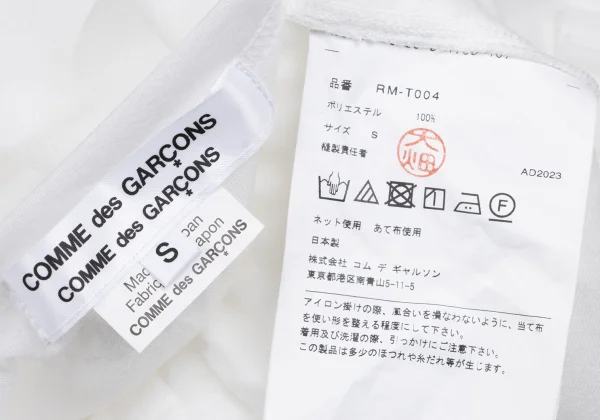 COMME des GARÇONS
COMME des GARÇONS
S
Mad
pan
Fabriq
apon
COMME des GARÇONS
品番 RM-T004
ポリエステル 100%
サイズ S
縫製責任者
大畑
AD2023
F
ネット使用 あて布使用
日本製
株式会社 コム デ ギャルソン
東京都港区南青山5-11-5
アイロン掛けの際、風合いを損なわないように、当て布
を使い形を整える程度にして下さい。
着用及び洗濯の際、引っかけにご注意下さい。
この製品は多少のほつれや糸だれ等が生じます。